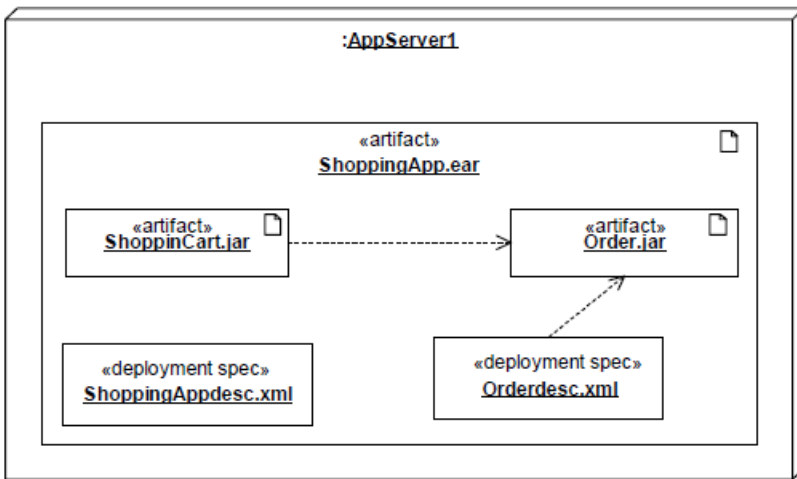 :AppServer1
«artifact»
ShoppingApp.ear
«artifact»
ShoppinCart.jar
«artifact»
Order.jar
«deployment spec»
ShoppingAppdesc.xml
«deployment spec»
Orderdesc.xml